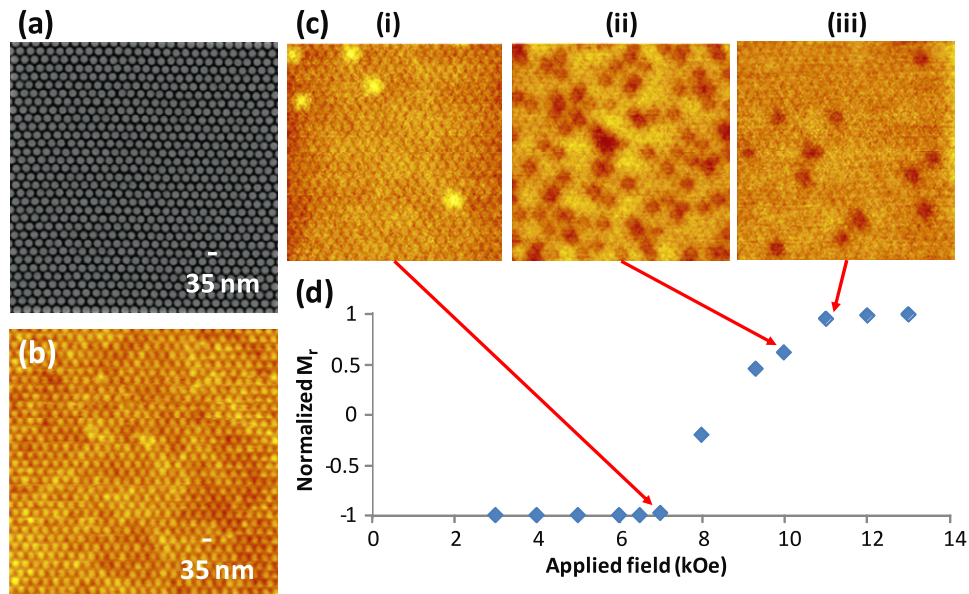 (a)
(c)
(i)
(ii)
(iii)
35 nm
(b)
35 nm
(d)
Normalized Mr
1
0.5
0
-0.5
-1
0
2
4
6
8
10
12
14
Applied field (kOe)